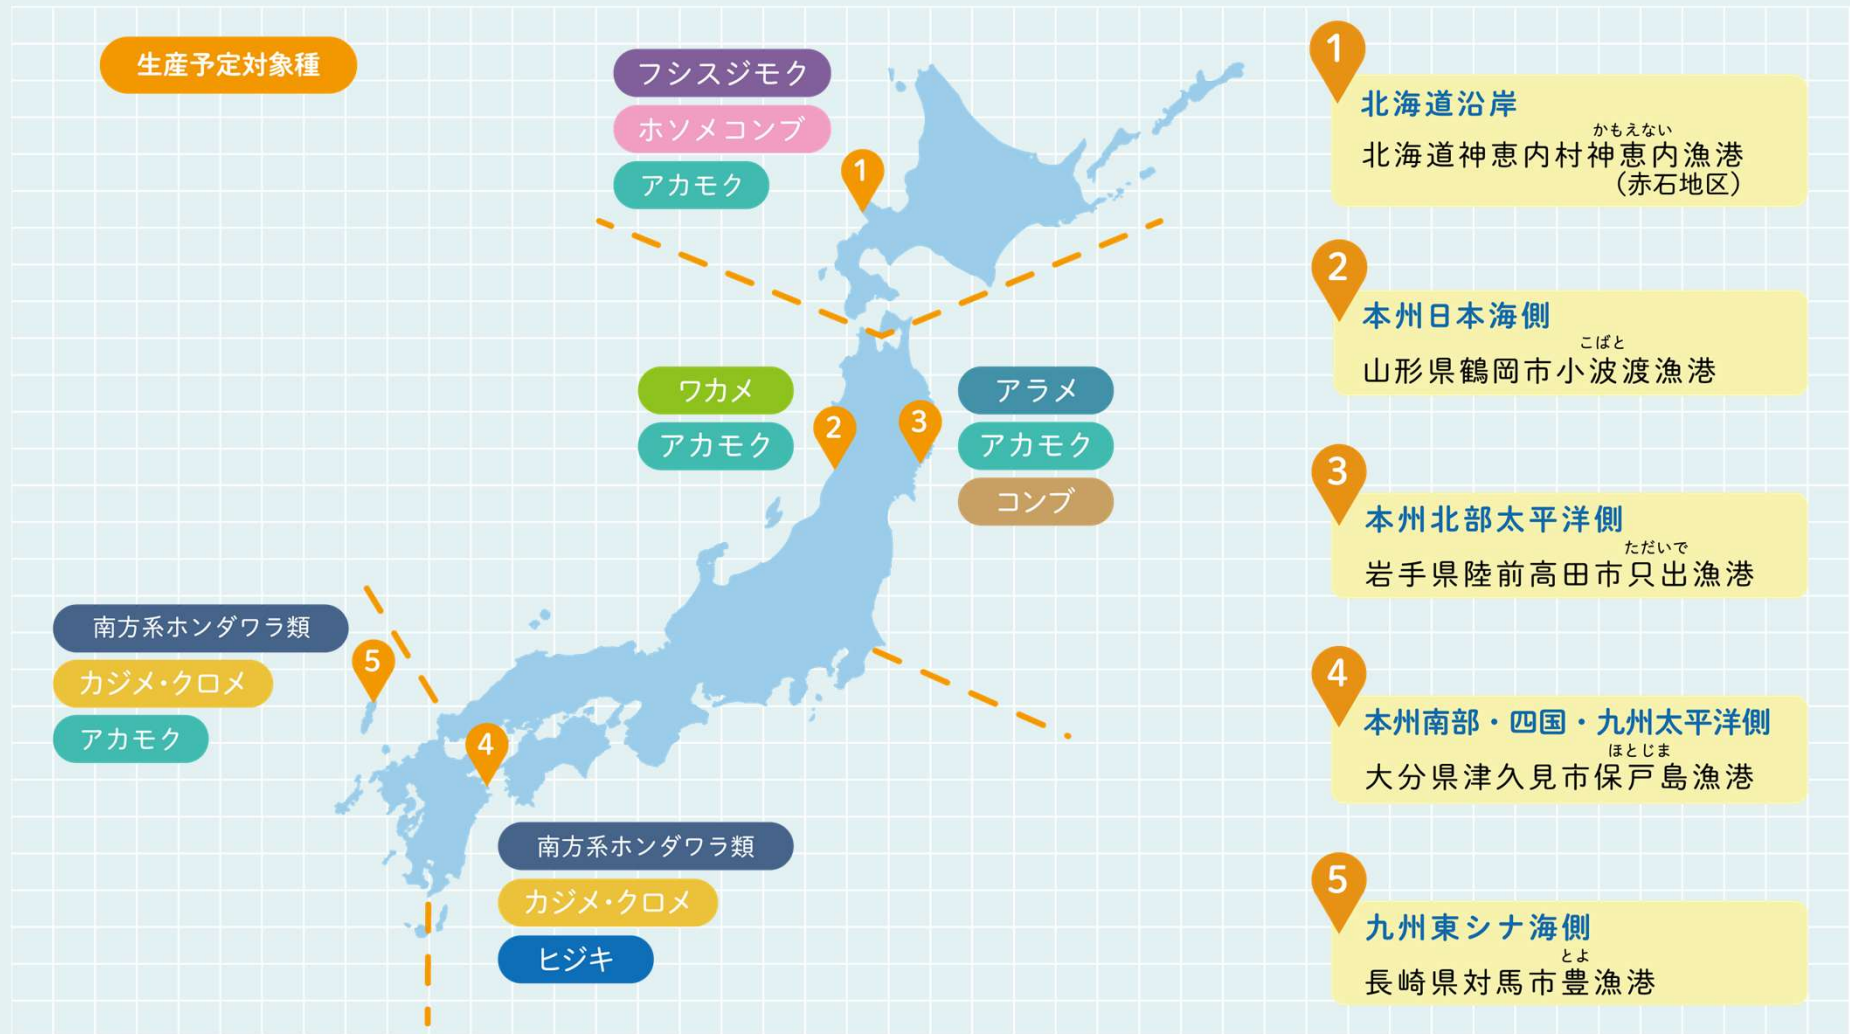 生産予定対象種
フシスジモク
ホソメコンブ
アカモク
1
ワカメ
アカモク
2
3
アラメ
アカモク
コンブ
南方系ホンダワラ類
カジメ・クロメ
アカモク
5
4
南方系ホンダワラ類
カジメ・クロメ
ヒジキ
1
北海道沿岸
かもえない
北海道神恵内村神恵内漁港
(赤石地区)
2
本州日本海側
こばと
山形県鶴岡市小波渡漁港
3
本州北部太平洋側
ただいで
岩手県陸前高田市只出漁港
4
本州南部・四国・九州太平洋側
ほとじま
大分県津久見市保戸島漁港
5
九州東シナ海側
とよ
長崎県対馬市豊漁港